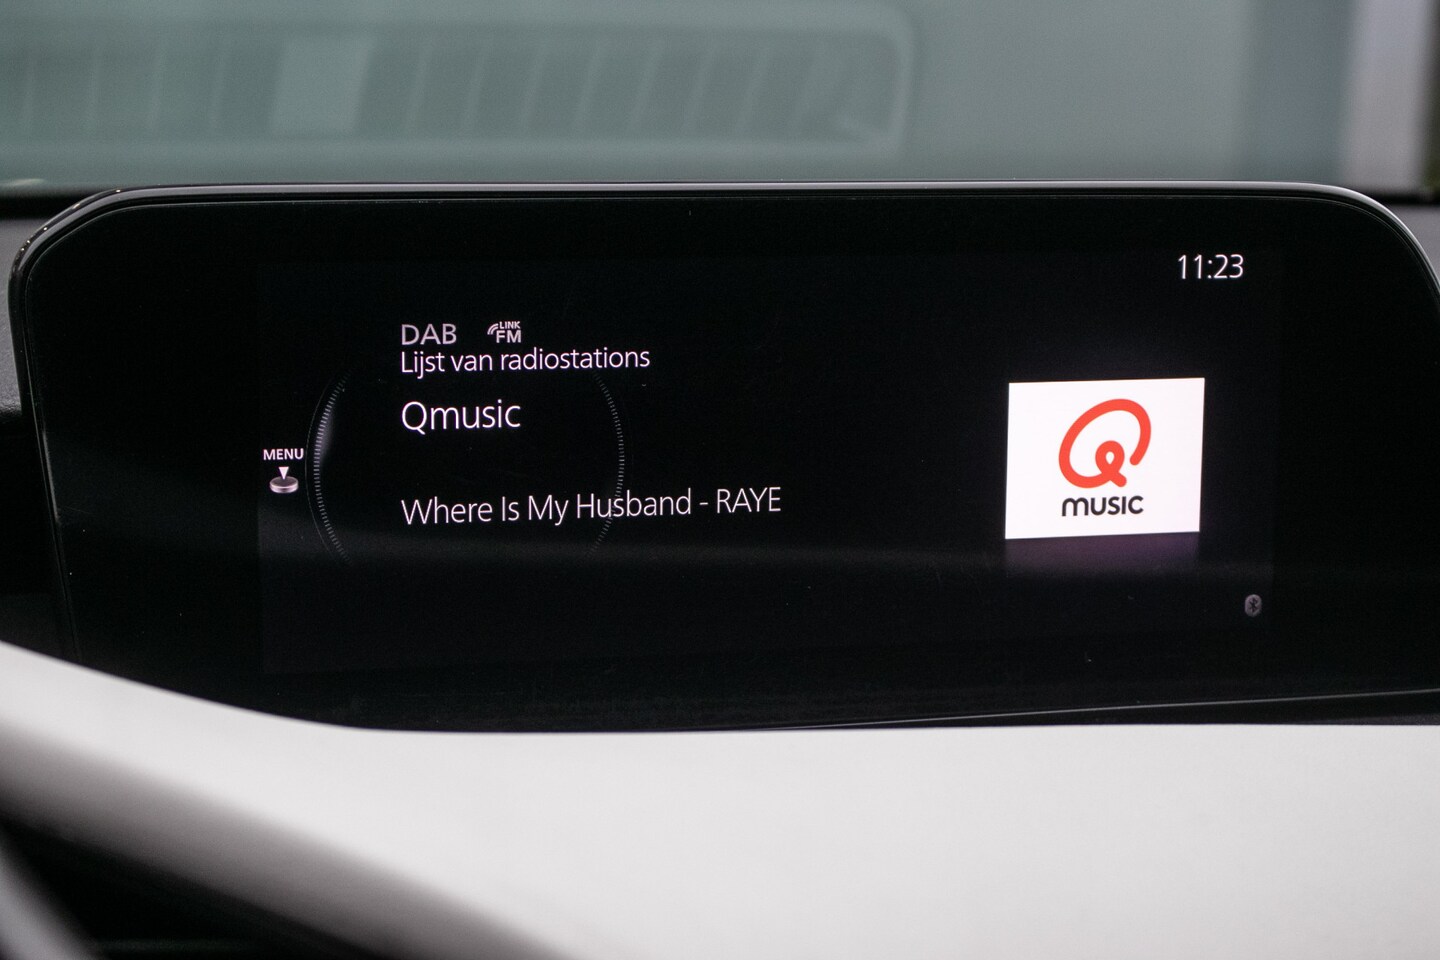 11:23
DAB LINK FM
Lijst van radiostations
Qmusic
MENU
Where Is My Husband - RAYE
Q
MUSIC